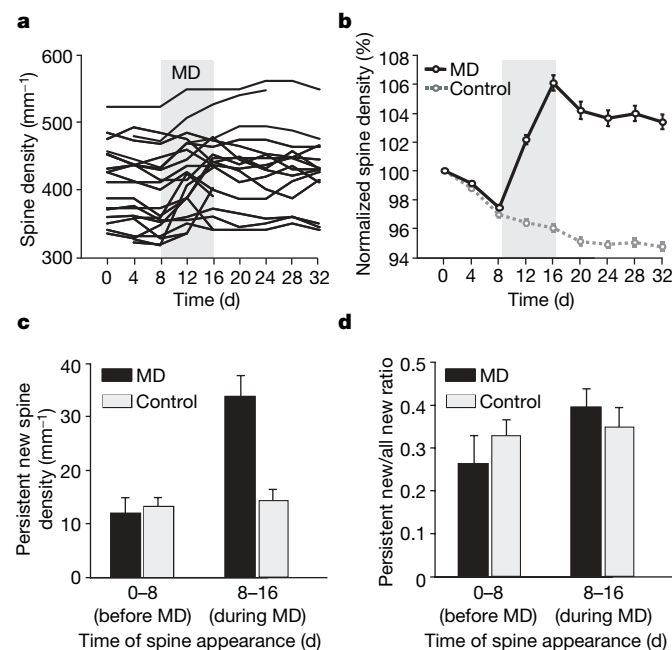 a
Spine density (mm⁻¹)
600
500
400
300
MD
0 4 8 12 16 20 24 28 32
Time (d)
b
Normalized spine density (%)
108
106
104
102
100
98
96
94
MD
Control
0 4 8 12 16 20 24 28 32
Time (d)
c
Persistent new spine
density (mm⁻¹)
40
30
20
10
0
MD
Control
0–8 8–16
(before MD) (during MD)
Time of spine appearance (d)
d
Persistent new/all new ratio
0.5
0.4
0.3
0.2
0.1
0
MD
Control
0–8 8–16
(before MD) (during MD)
Time of spine appearance (d)